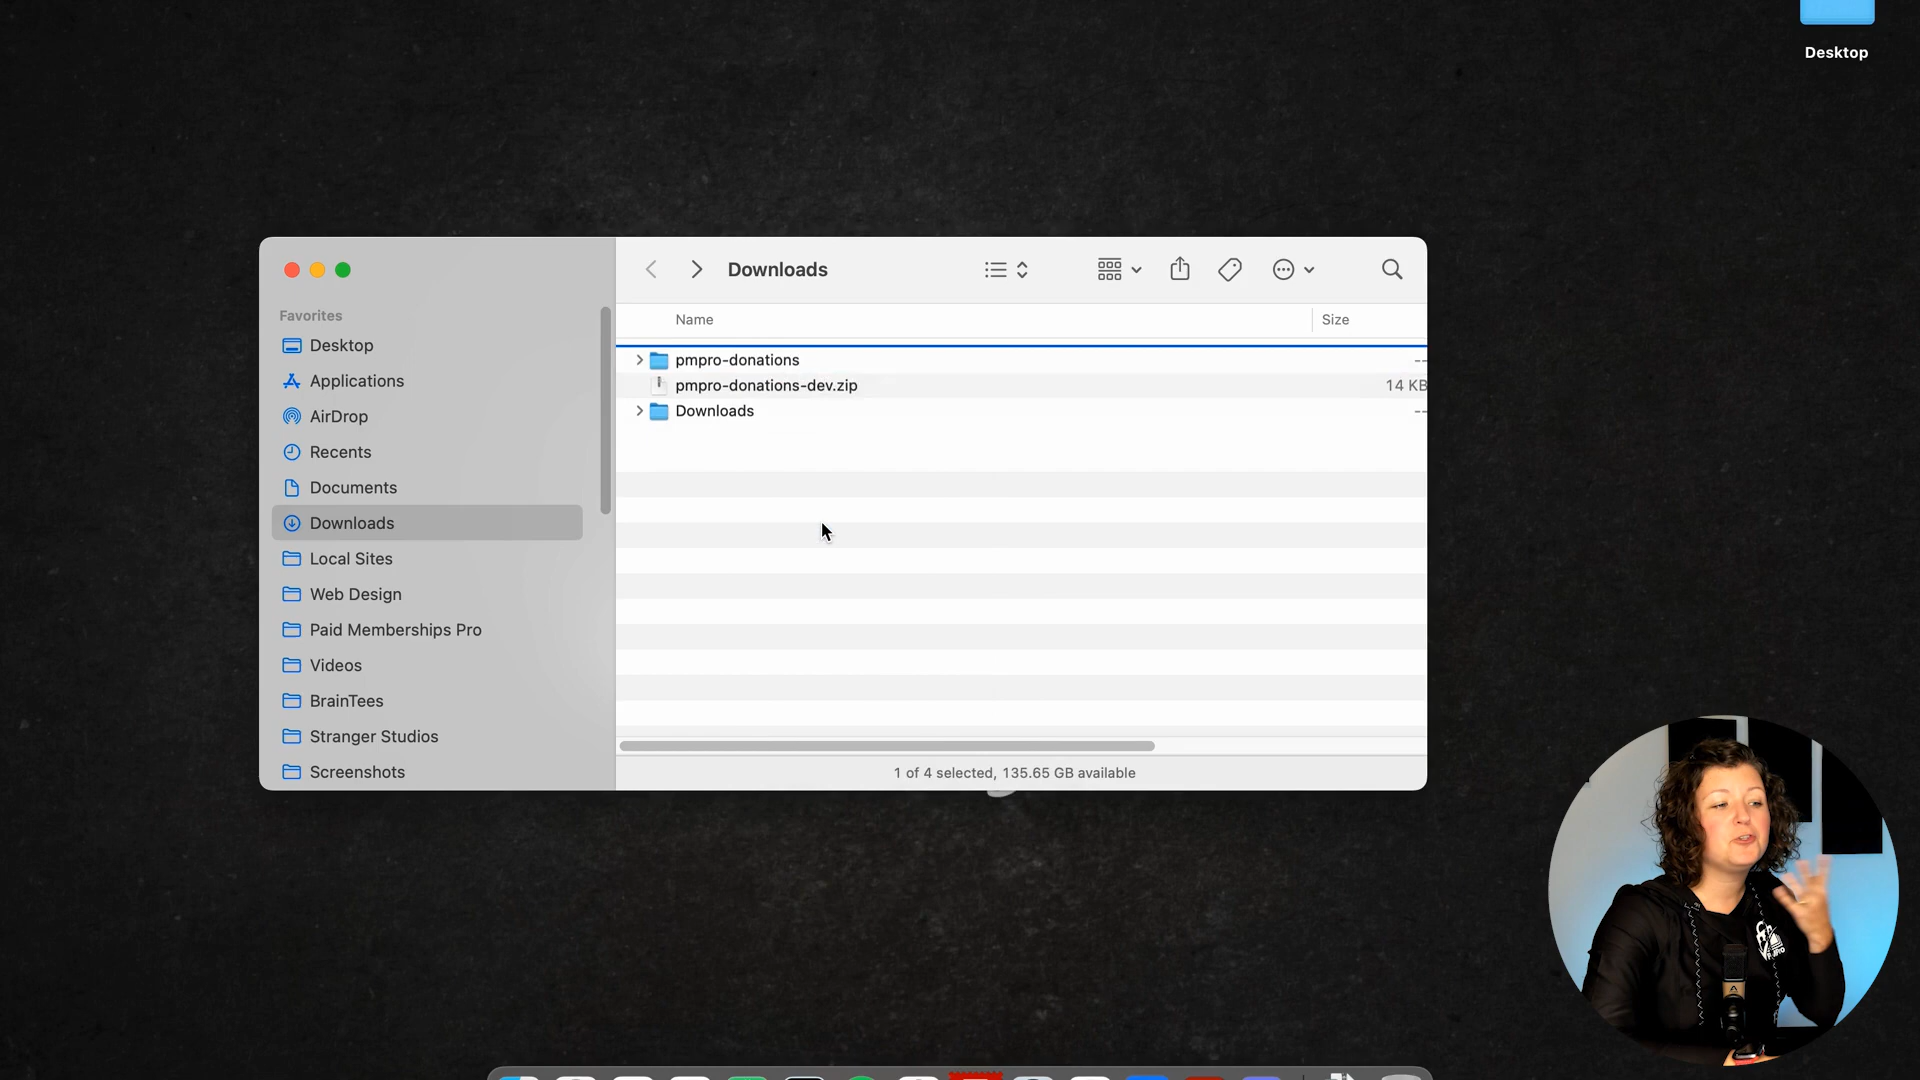 Desktop
Downloads
Name
Size
pmpro-donations
--
pmpro-donations-dev.zip
14 KB
Downloads
--
Favorites
Desktop
Applications
AirDrop
Recents
Documents
Downloads
Local Sites
Web Design
Paid Memberships Pro
Videos
BrainTees
Stranger Studios
Screenshots
1 of 4 selected, 135.65 GB available